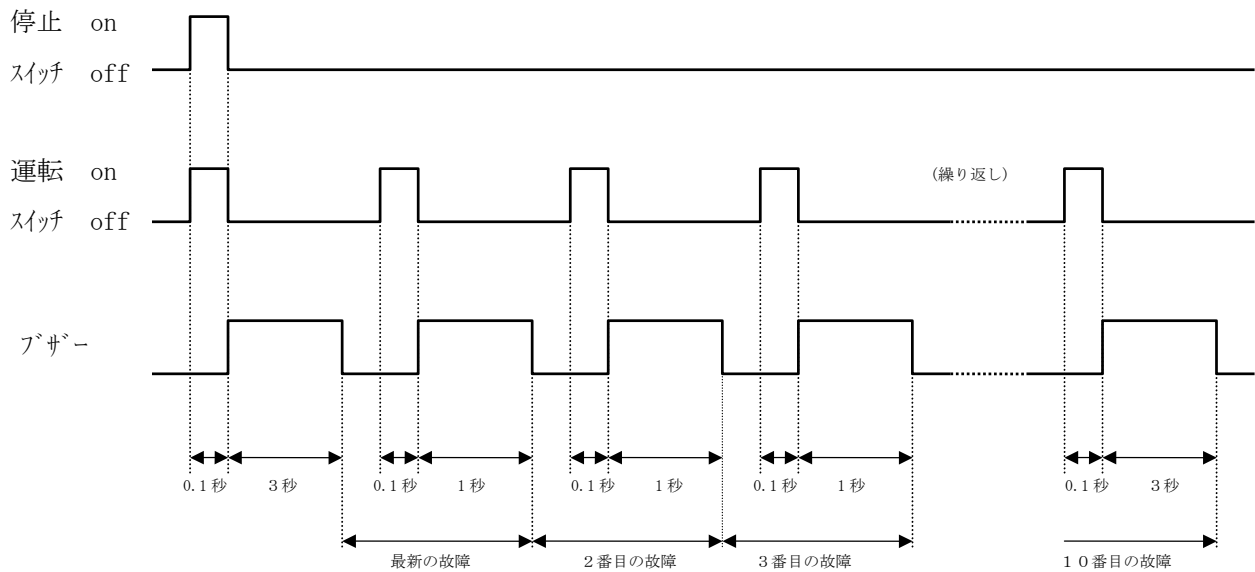 停止 on
ｽｲｯﾁ off
運転 on
(繰り返し)
ｽｲｯﾁ off
ﾌﾞｻﾞｰ
0.1秒 3秒 0.1秒 1秒 0.1秒 1秒 0.1秒 1秒 0.1秒 3秒
最新の故障 2番目の故障 3番目の故障 10番目の故障